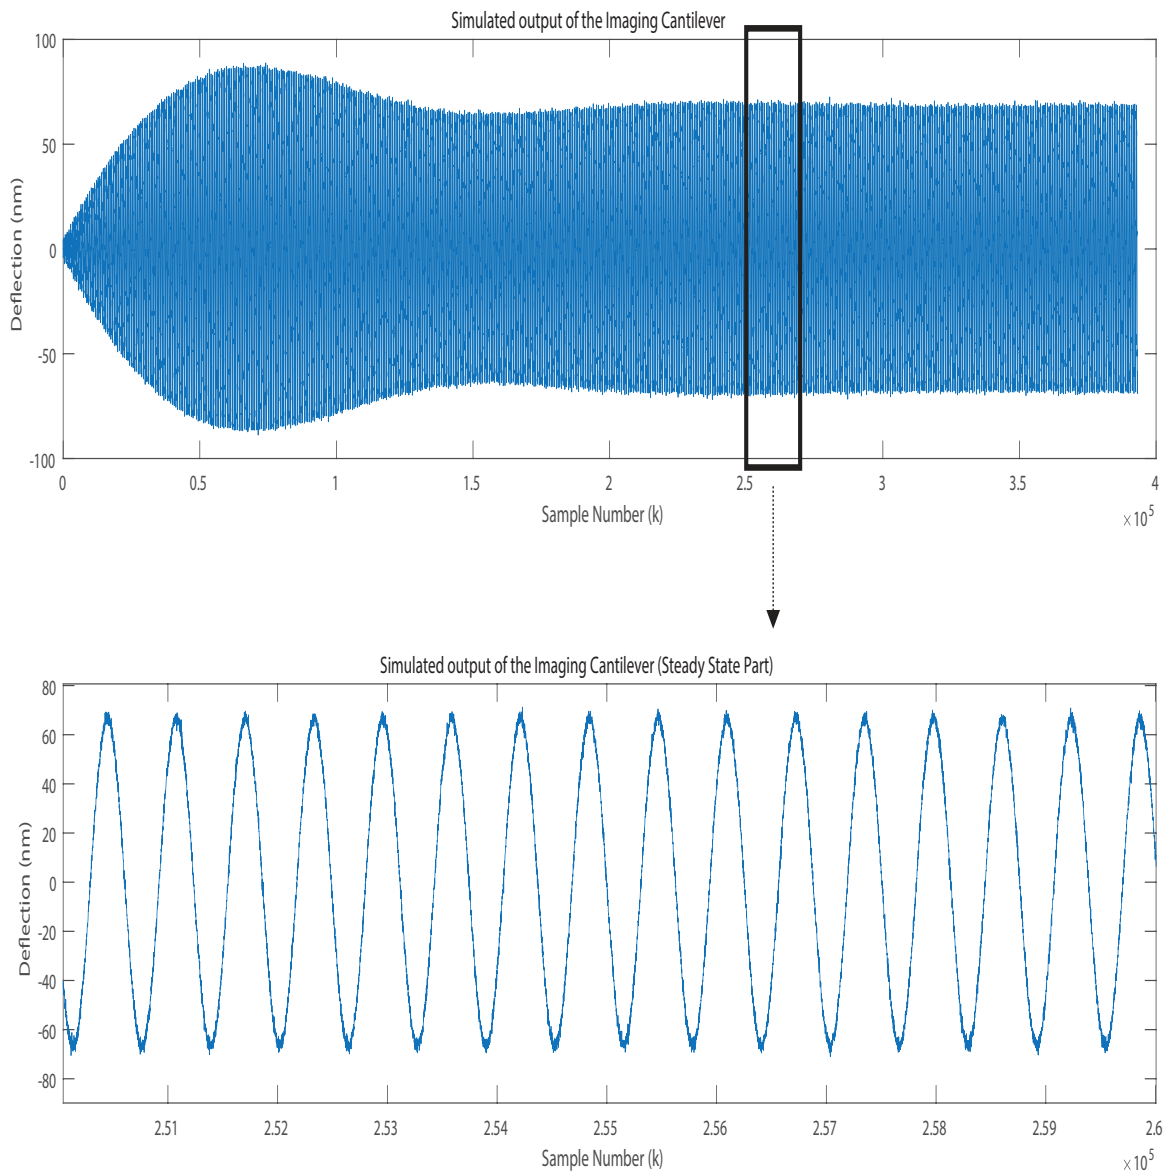 Simulated output of the Imaging Cantilever
100
50
0
-50
-100
Deflection (nm)
0 0.5 1 1.5 2 2.5 3 3.5 4
Sample Number (k)
×10^5
Simulated output of the Imaging Cantilever (Steady State Part)
80
60
40
20
0
-20
-40
-60
-80
Deflection (nm)
2.51 2.52 2.53 2.54 2.55 2.56 2.57 2.58 2.59 2.6
Sample Number (k)
×10^5